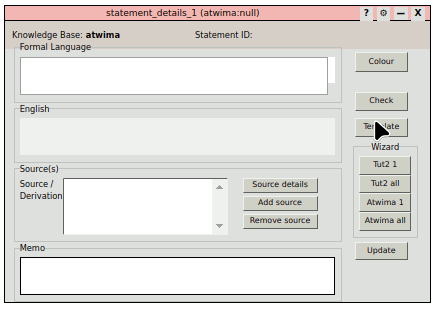 statement_details_1 (atwima:null)
? — X
Knowledge Base: atwima Statement ID:
Formal Language
Colour
Check
English
Template
Wizard
Tut2 1
Tut2 all
Atwima 1
Atwima all
Source(s)
Source /
Derivation
Source details
Add source
Remove source
Update
Memo